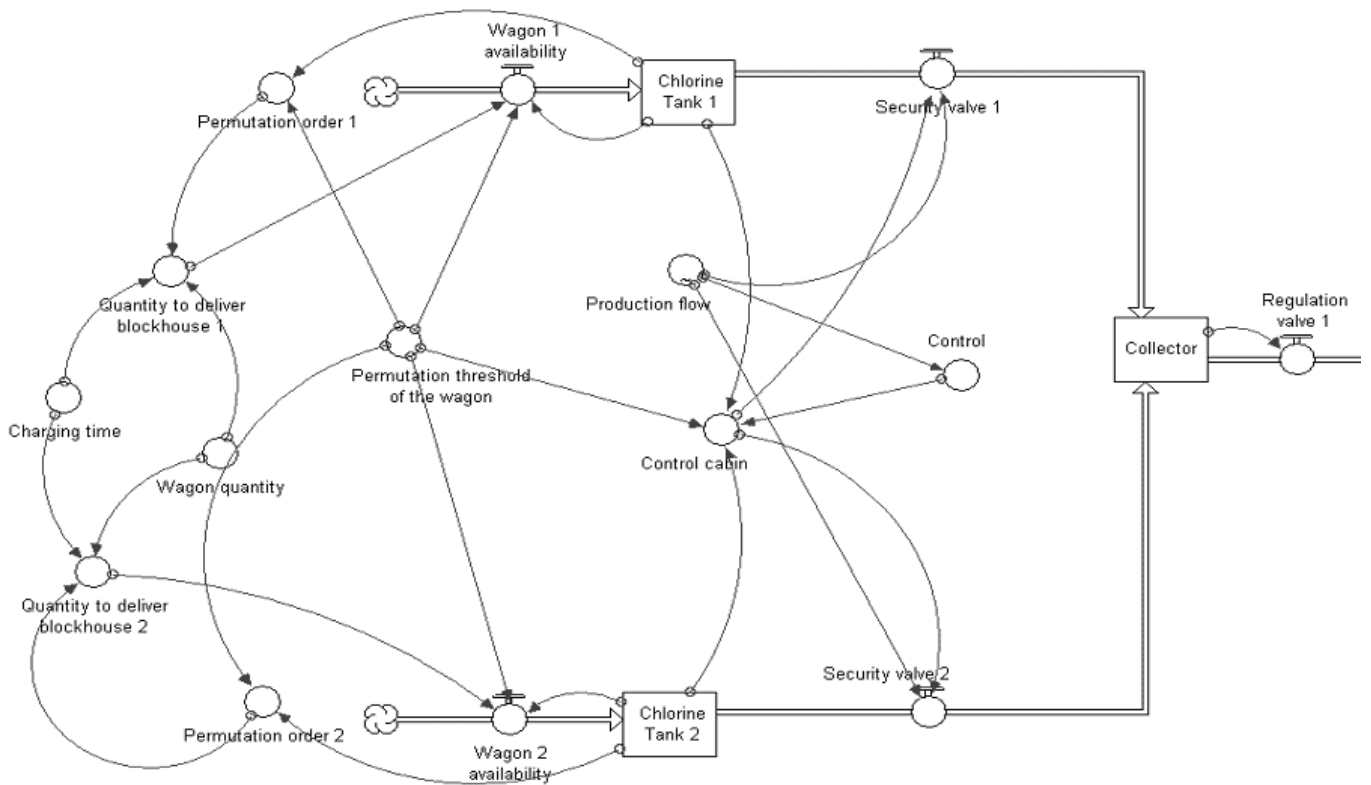 Wagon 1
availability
Chlorine
Tank 1
Security valve 1
Permutation order 1
Quantity to deliver
blockhouse 1
Production flow
Regulation
valve 1
Control
Collector
Permutation threshold
of the wagon
Charging time
Control cabin
Wagon quantity
Quantity to deliver
blockhouse 2
Security valve 2
Permutation order 2
Chlorine
Tank 2
Wagon 2
availability